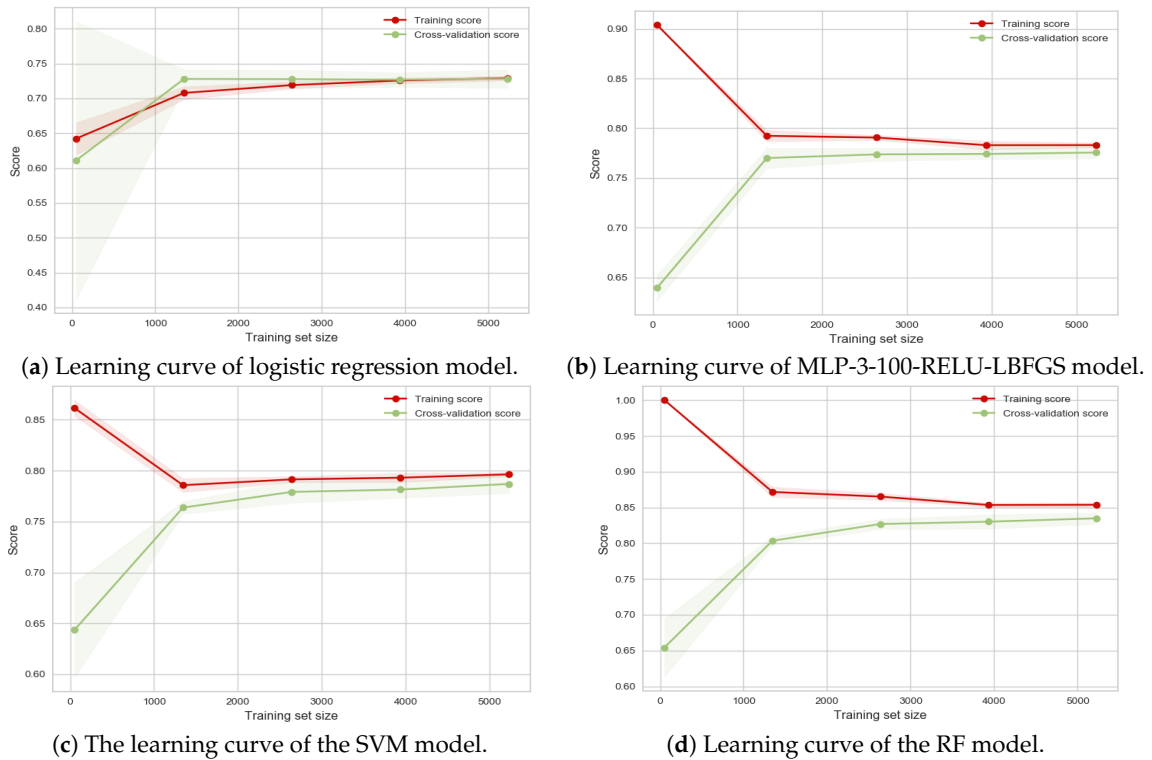 0.80
0.75
0.70
0.65
0.60
0.55
0.50
0.45
0.40
Score
Training score
Cross-validation score
0 1000 2000 3000 4000 5000
Training set size
(a) Learning curve of logistic regression model.
0.90
0.85
0.80
0.75
0.70
0.65
Score
Training score
Cross-validation score
0 1000 2000 3000 4000 5000
Training set size
(b) Learning curve of MLP-3-100-RELU-LBFGS model.
0.85
0.80
0.75
0.70
0.65
0.60
Score
Training score
Cross-validation score
0 1000 2000 3000 4000 5000
Training set size
(c) The learning curve of the SVM model.
1.00
0.95
0.90
0.85
0.80
0.75
0.70
0.65
0.60
Score
Training score
Cross-validation score
0 1000 2000 3000 4000 5000
Training set size
(d) Learning curve of the RF model.